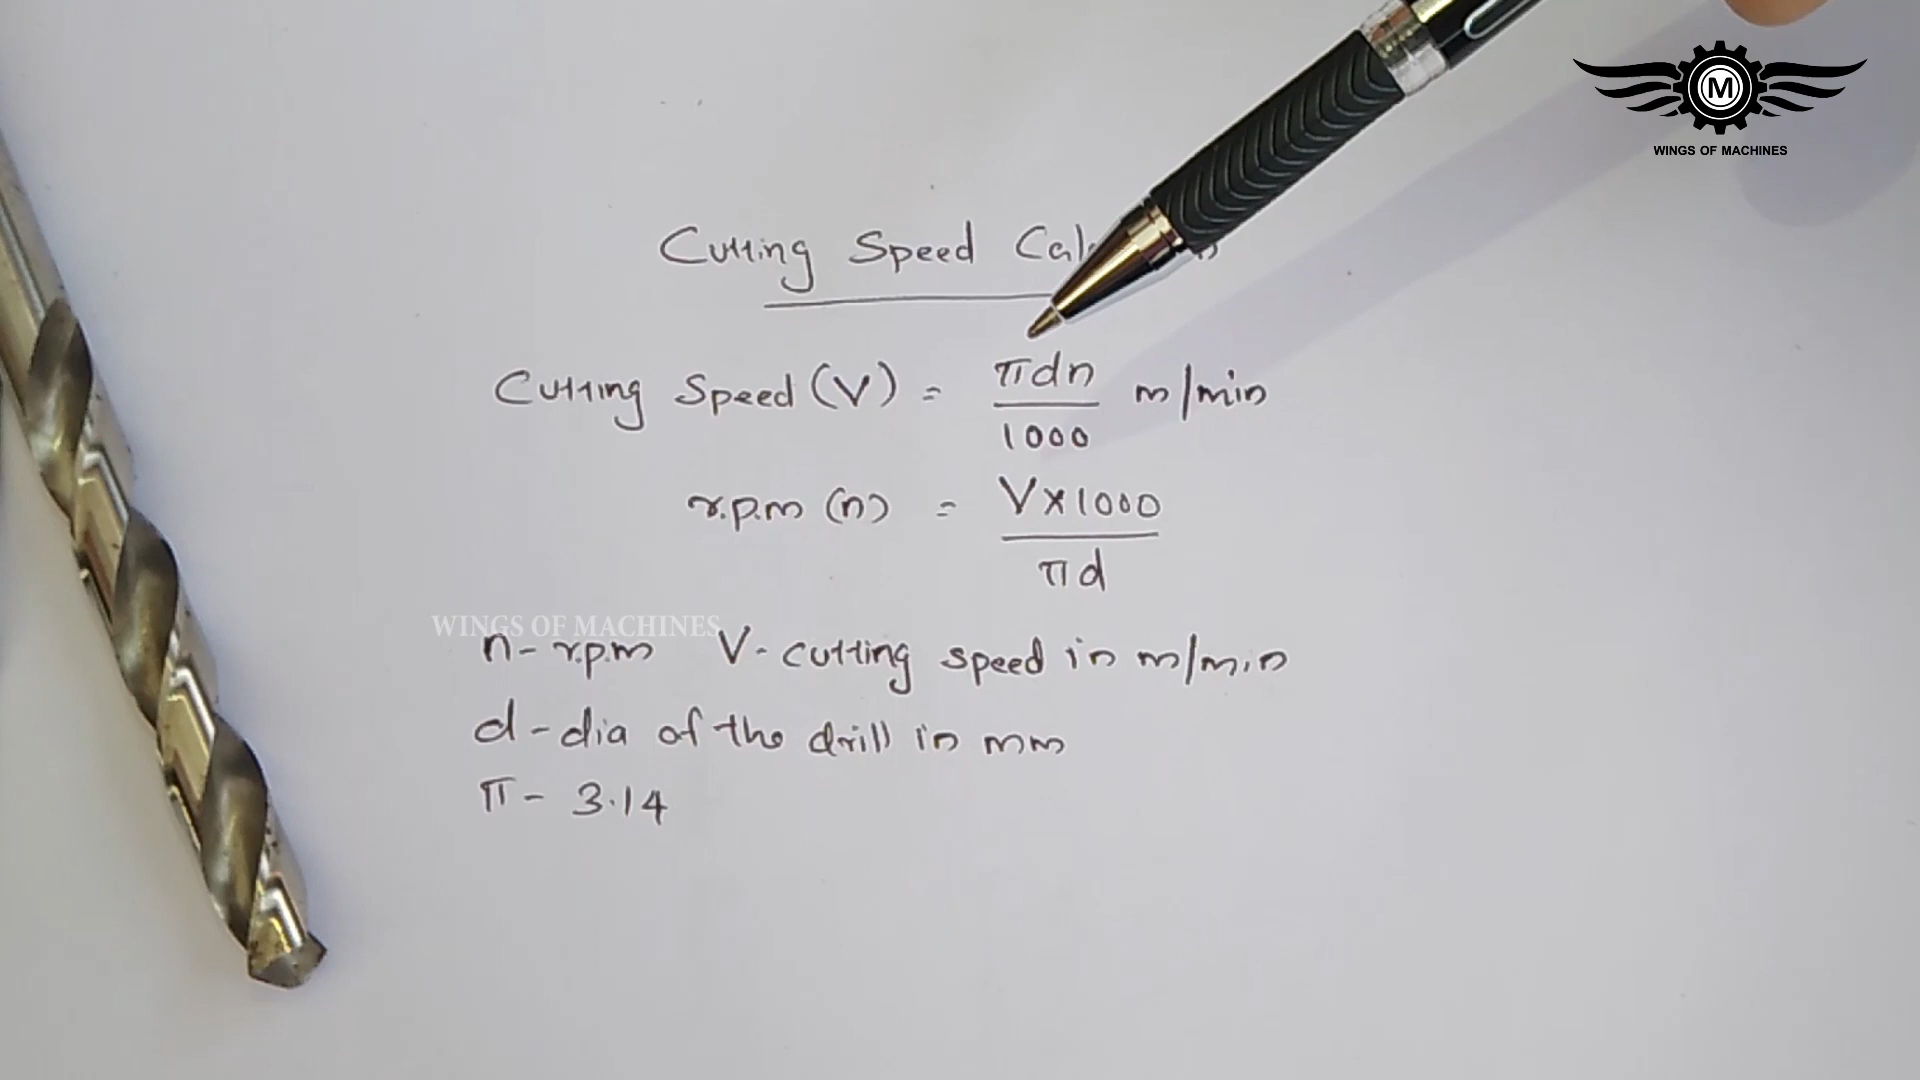 M
WINGS OF MACHINES
Cutting Speed
Cutting Speed (V) = πdn/1000 m/min
r.p.m (n) = V×1000/πd
WINGS OF MACHINES
n - r.p.m V - cutting speed in m/min
d - dia of the drill in mm
π - 3.14